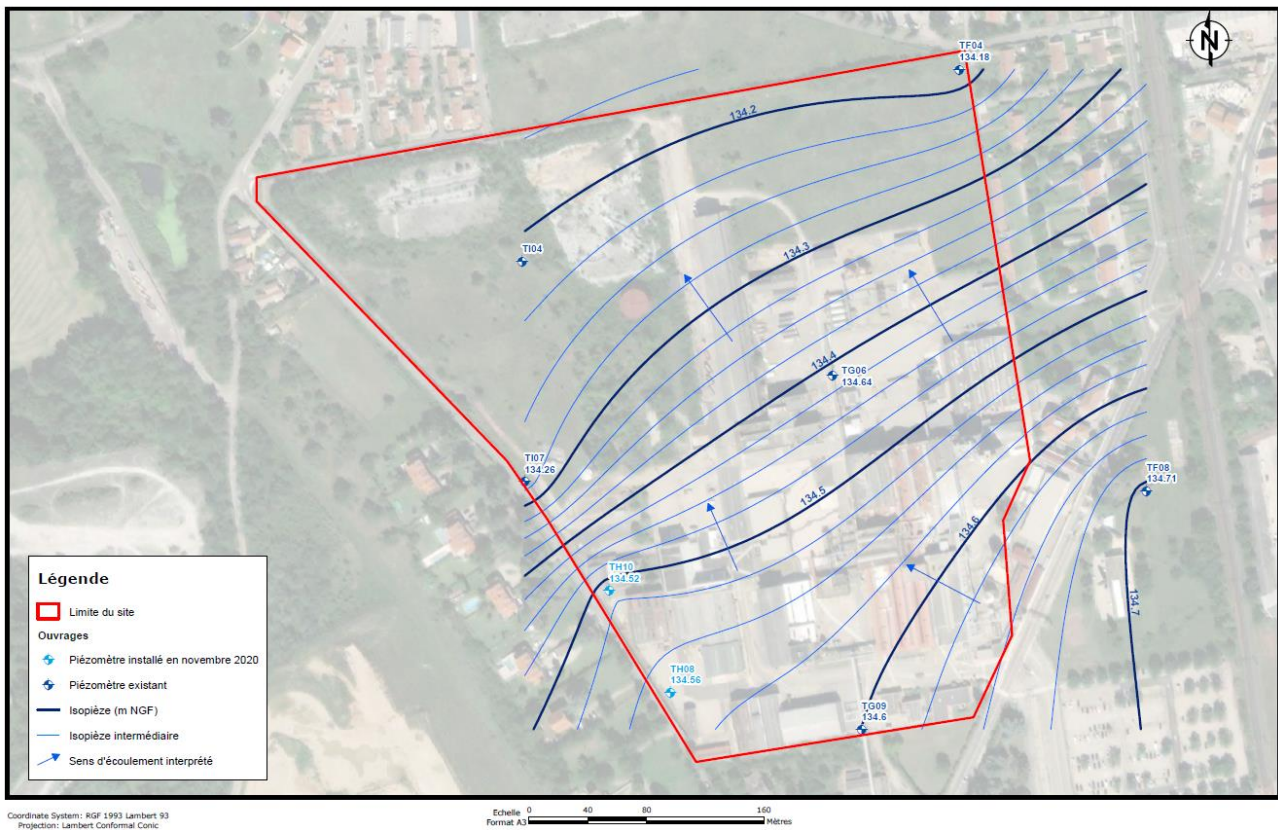 N
TF04
134.18
134.2
TI04
134.3
134.4
TG06
134.64
TI07
134.26
TF08
134.71
134.5
134.6
TH10
134.52
134.7
TH08
134.56
TG09
134.6
Légende
Limite du site
Ouvrages
Piézomètre installé en novembre 2020
Piézomètre existant
Isopièze (m NGF)
Isopièze intermédiaire
Sens d'écoulement interprété
Coordinate System: RGF 1993 Lambert 93
Projection: Lambert Conformal Conic
Echelle 0 40 80 160
Format A3 Mètres